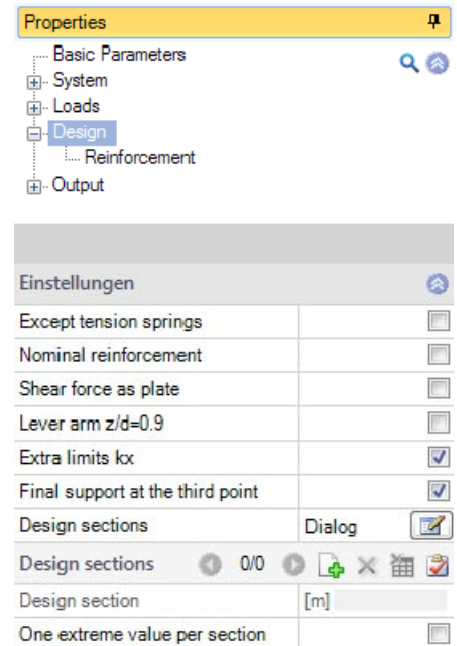 Properties
Basic Parameters
System
Loads
Design
Reinforcement
Output
Einstellungen
Except tension springs
Nominal reinforcement
Shear force as plate
Lever arm z/d=0.9
Extra limits kx
Final support at the third point
Design sections Dialog
Design sections 0/0
Design section [m]
One extreme value per section